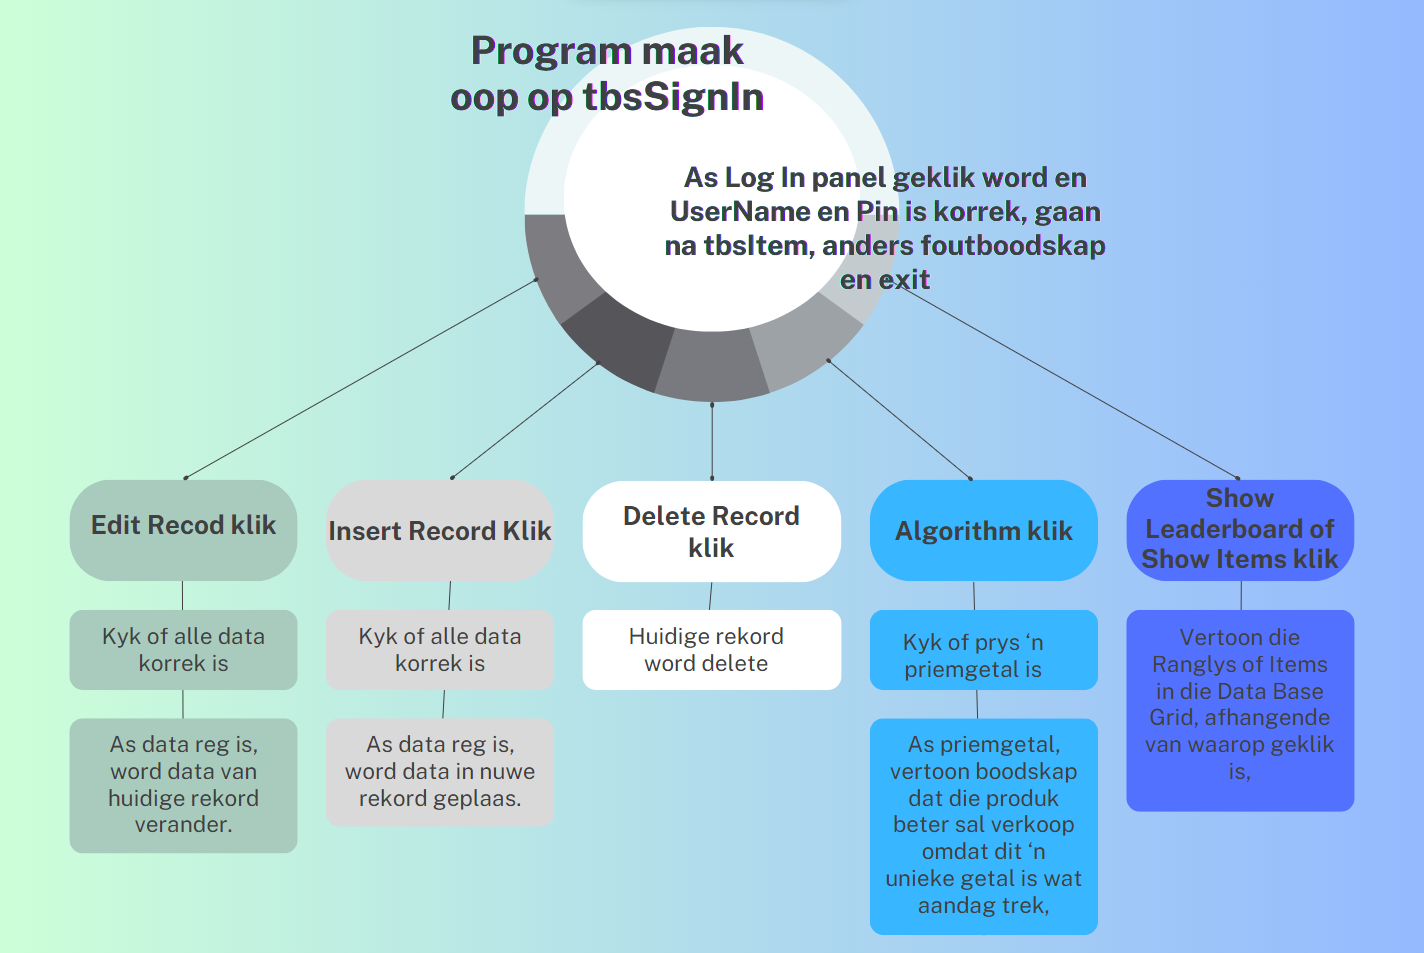 Program maak
oop op tbsSignIn
As Log In panel geklik word en
UserName en Pin is korrek, gaan
na tbsItem, anders foutboodskap
en exit
Edit Recod klik
Kyk of alle data
korrek is
As data reg is,
word data van
huidige rekord
verander.
Insert Record Klik
Kyk of alle data
korrek is
As data reg is,
word data in nuwe
rekord geplaas.
Delete Record
klik
Huidige rekord
word delete
Algorithm klik
Kyk of prys ‘n
priemgetal is
As priemgetal,
vertoon boodskap
dat die produk
beter sal verkoop
omdat dit ‘n
unieke getal is wat
aandag trek,
Show
Leaderboard of
Show Items klik
Vertoon die
Ranglys of Items
in die Data Base
Grid, afhangende
van waarop geklik
is,